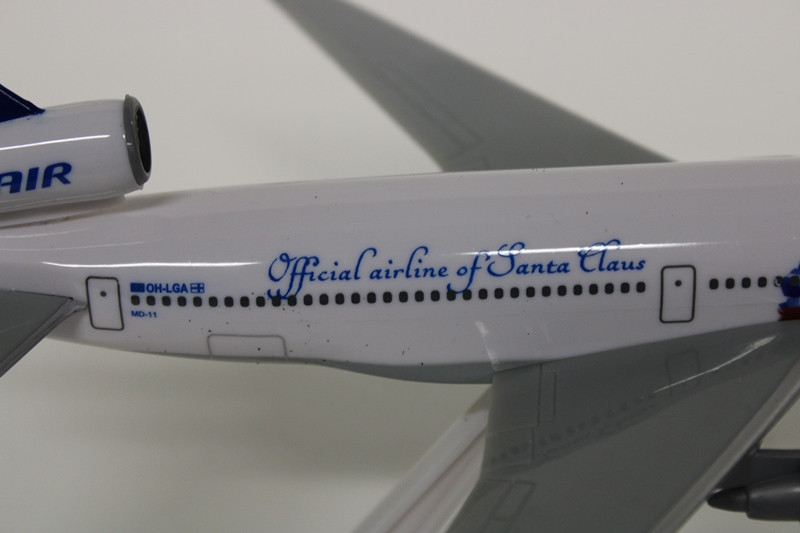 AIR
Official airline of Santa Claus
OH-LGA
MD-11